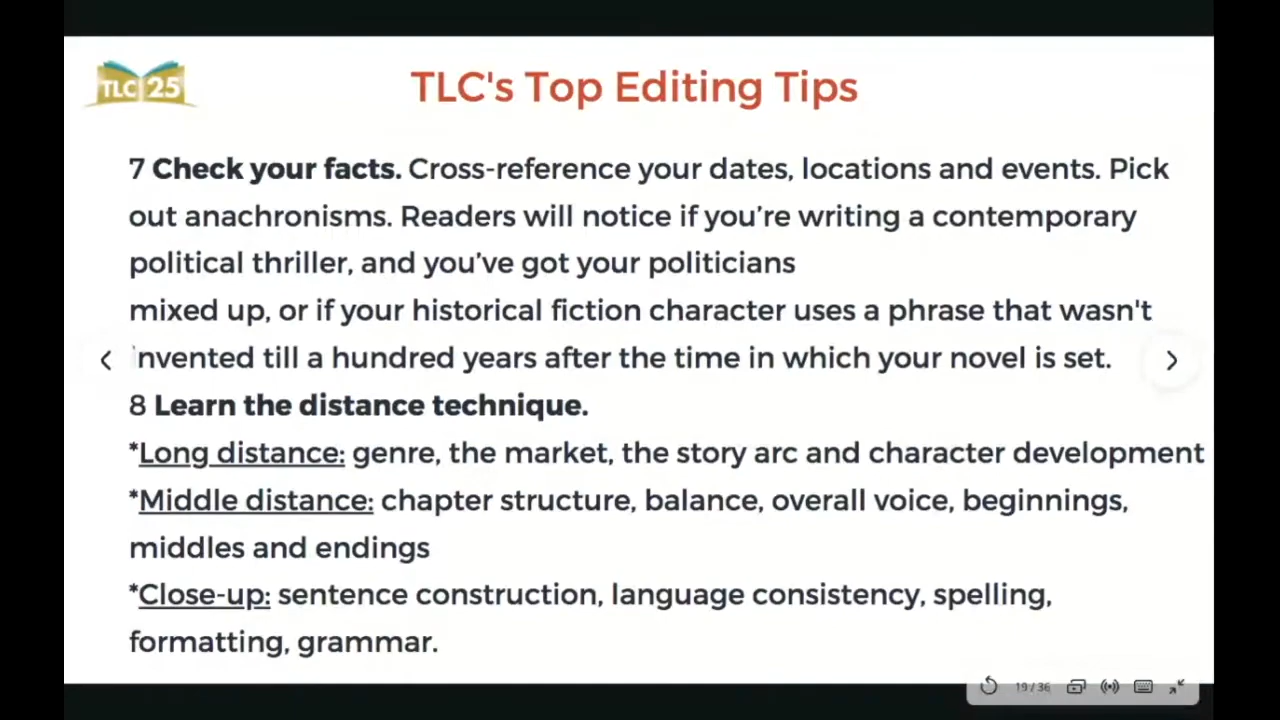 TLC 25
TLC's Top Editing Tips
7 Check your facts. Cross-reference your dates, locations and events. Pick
out anachronisms. Readers will notice if you’re writing a contemporary
political thriller, and you’ve got your politicians
mixed up, or if your historical fiction character uses a phrase that wasn't
invented till a hundred years after the time in which your novel is set.
8 Learn the distance technique.
*Long distance: genre, the market, the story arc and character development
*Middle distance: chapter structure, balance, overall voice, beginnings,
middles and endings
*Close-up: sentence construction, language consistency, spelling,
formatting, grammar.
19 / 36